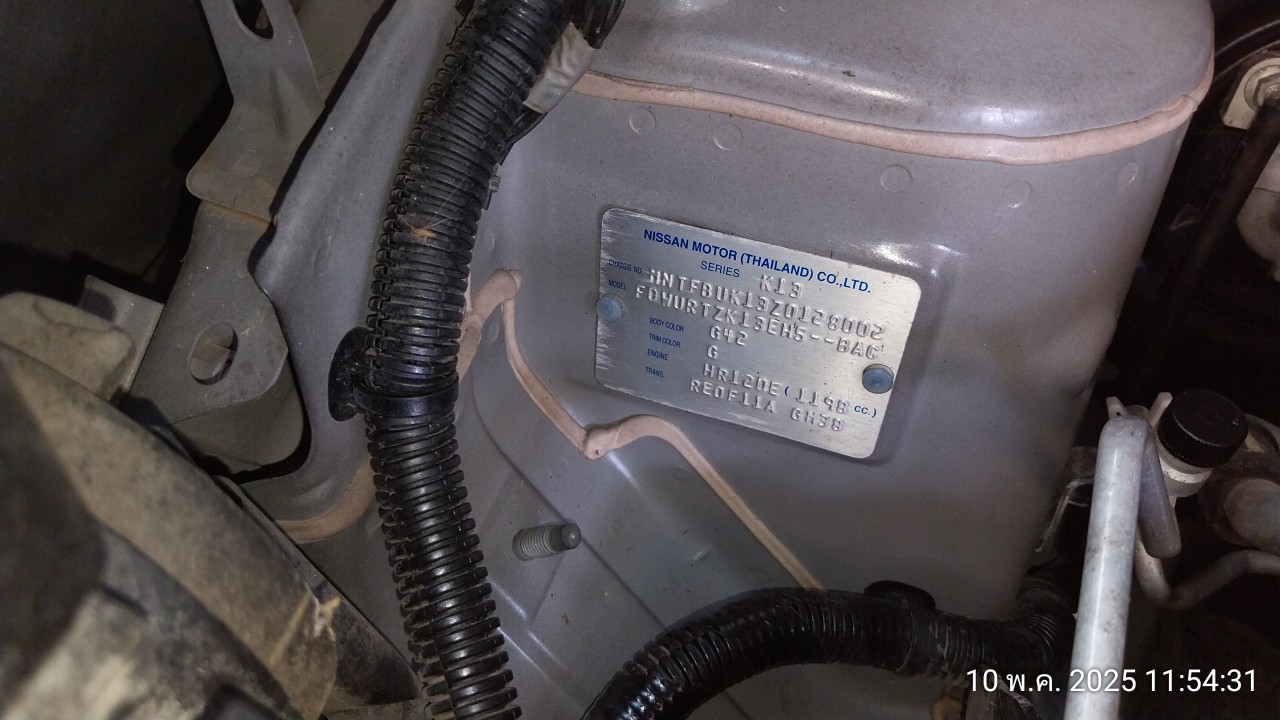 NISSAN MOTOR (THAILAND) CO.,LTD.
SERIES K13
CHASSIS NO. MNTFBUK13Z0128002
MODEL FDWURTZK13EH5--BAG
BODY COLOR G42
TRIM COLOR G
ENGINE HR12DE ( 1198 CC.)
TRANS. RE0F11A GH38
10 พ.ค. 2025 11:54:31